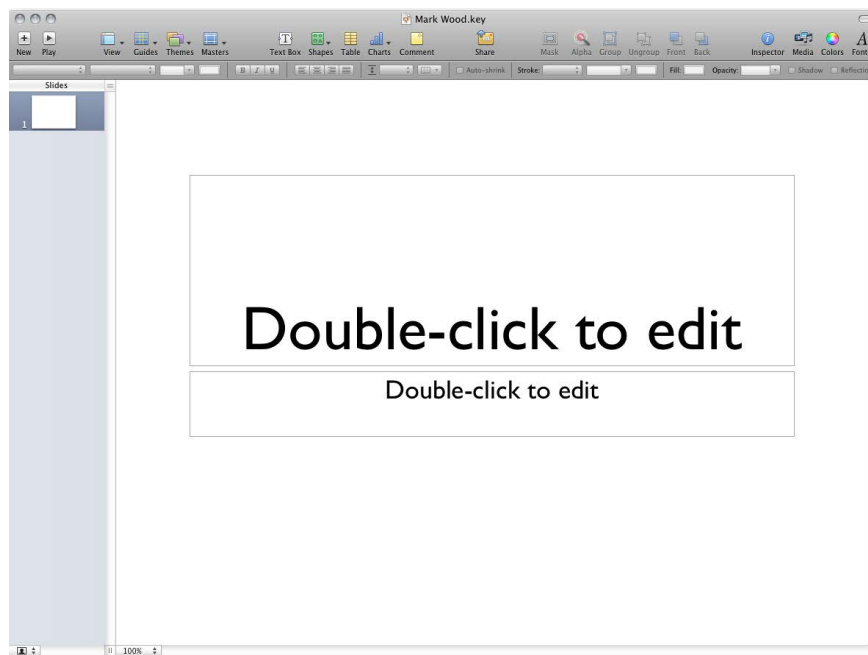 Mark Wood.key
New Play View Guides Themes Masters Text Box Shapes Table Charts Comment Share Mask Alpha Group Ungroup Front Back Inspector Media Colors Font
B I U Auto-shrink Stroke: Fill: Opacity: Shadow Reflectio
Slides
1
Double-click to edit
Double-click to edit
100%